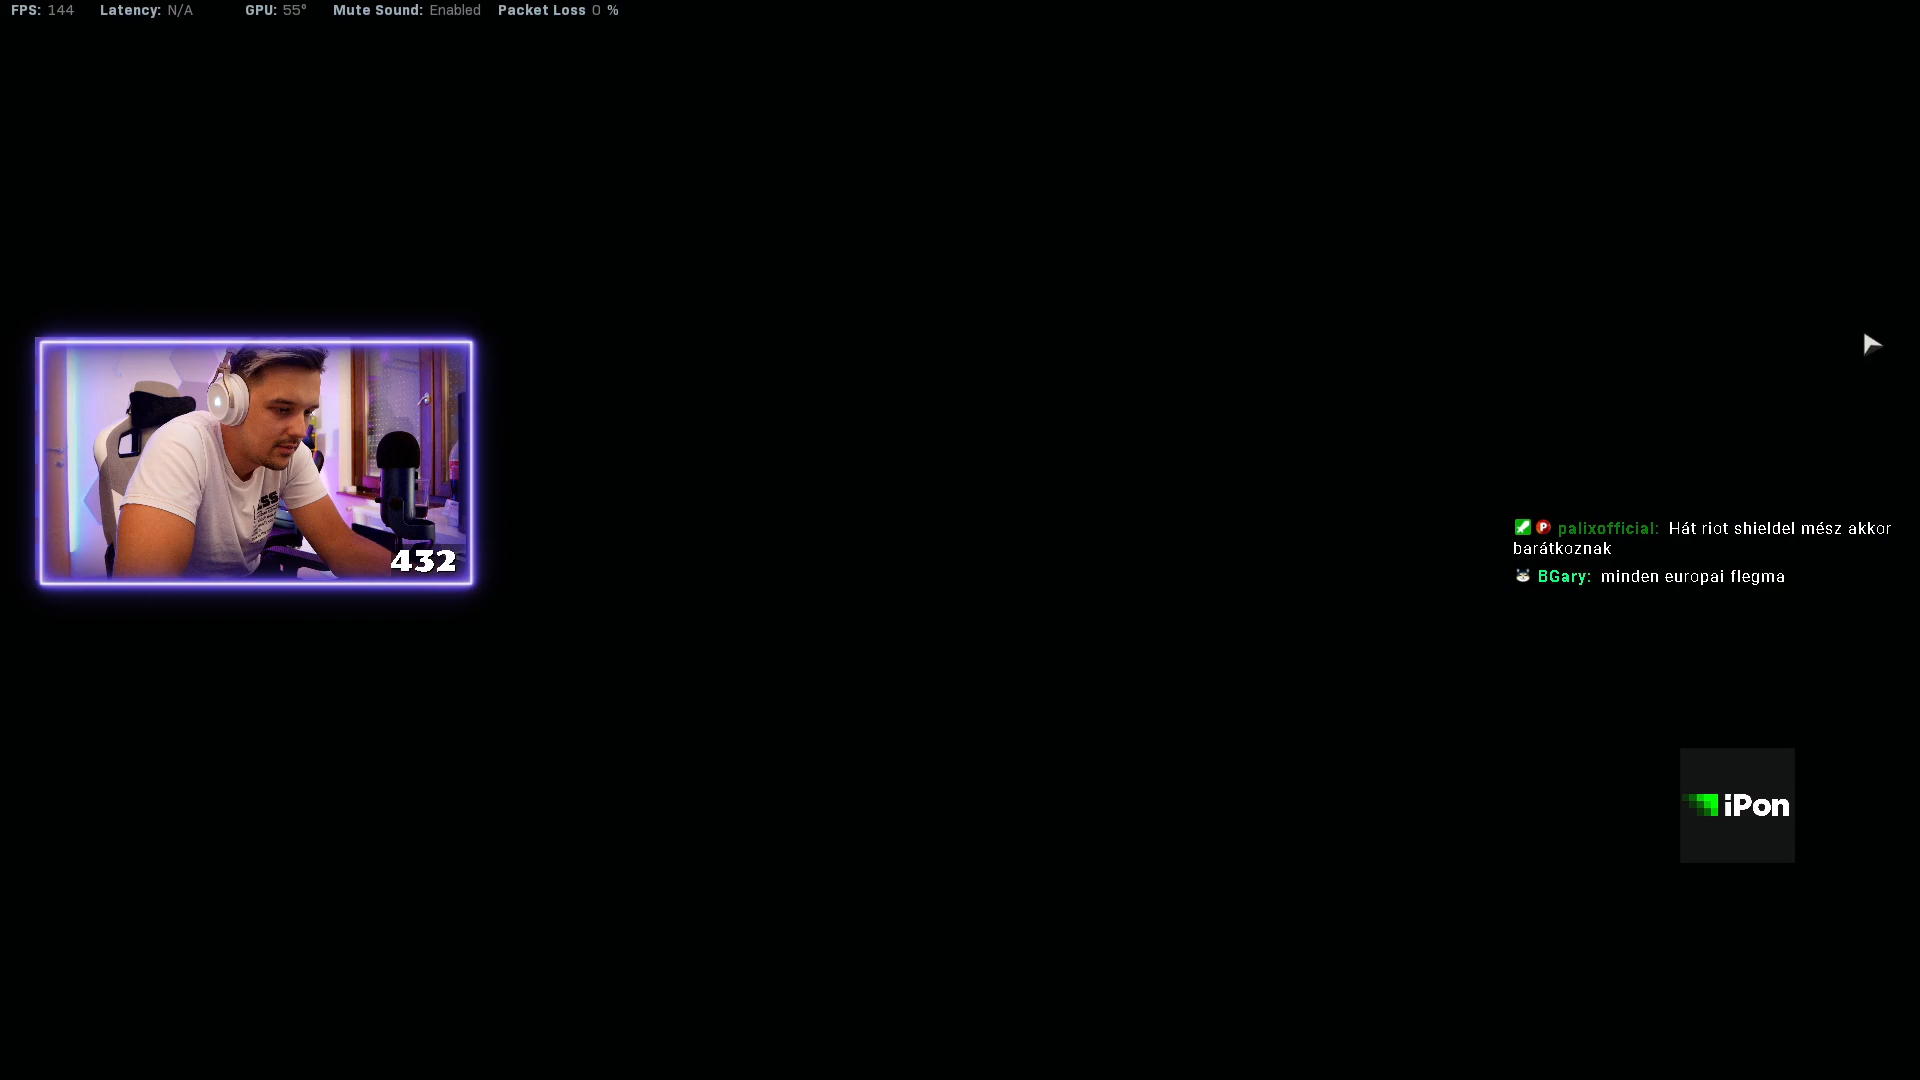 FPS: 144 Latency: N/A GPU: 55° Mute Sound: Enabled Packet Loss 0 %
432
palixofficial: Hát riot shieldel mész akkor
barátkoznak
BGary: minden europai flegma
iPon